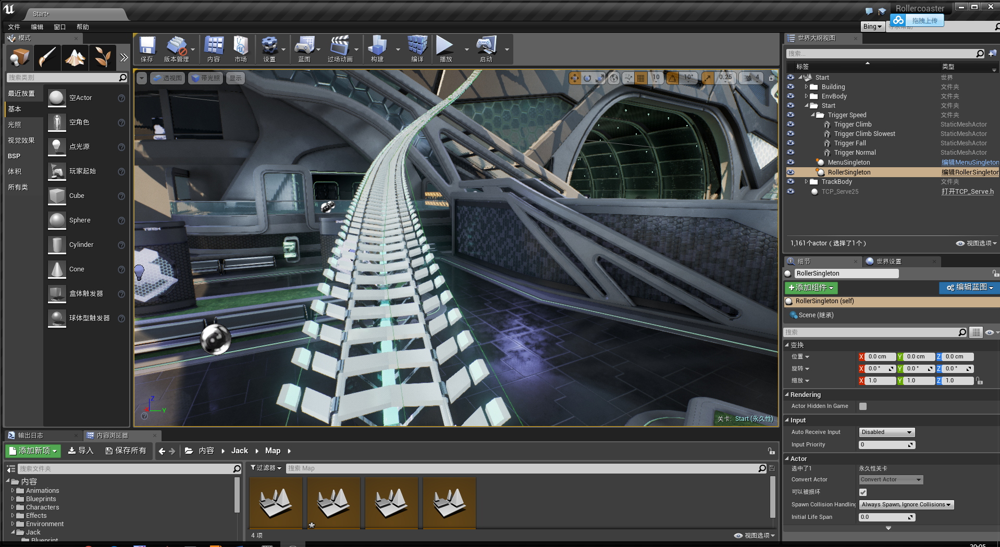 Start*
Rollercoaster
文件 编辑 窗口 帮助
Bing
拖拽上传
寻求帮助
模式
保存 版本管理 内容 市场 设置 蓝图 过场动画 构建 编译 播放 启动
世界大纲视图
搜索类别
最近放置
基本
光照
视觉效果
BSP
体积
所有类
空Actor
空角色
点光源
玩家起始
Cube
Sphere
Cylinder
Cone
盒体触发器
球体型触发器
透视图 带光照 显示
10 10° 0.25 4
Z
Y
关卡: Start (永久性)
搜索...
标签 类型
Start 世界
Building 文件夹
EnvBody 文件夹
Start 文件夹
Trigger Speed 文件夹
Trigger Climb StaticMeshActor
Trigger Climb Slowest StaticMeshActor
Trigger Fall StaticMeshActor
Trigger Normal StaticMeshActor
MenuSingleton 编辑MenuSingleton
RollerSingleton 编辑RollerSingleton
TrackBody 文件夹
TCP_Serve25 打开TCP_Serve.h
1,161个actor（选择了1个） 视图选项
细节 世界设置
RollerSingleton
添加组件 编辑蓝图
RollerSingleton (self)
Scene (继承)
搜索
变换
位置 X 0.0 cm Y 0.0 cm Z 0.0 cm
旋转 X 0.0 ° Y 0.0 ° Z 0.0 °
缩放 X 1.0 Y 1.0 Z 1.0
Rendering
Actor Hidden In Game
Input
Auto Receive Input Disabled
Input Priority 0
Actor
选中了1 永久性关卡
Convert Actor Convert Actor
可以被损坏
Spawn Collision Handling Always Spawn, Ignore Collisions
Initial Life Span 0.0
输出日志 内容浏览器
添加新项 导入 保存所有 内容 Jack Map
搜索文件夹
过滤器 搜索 Map
内容
Animations
Blueprints
Characters
Effects
Environment
Jack
Blueprint
4 项 视图选项
20:05